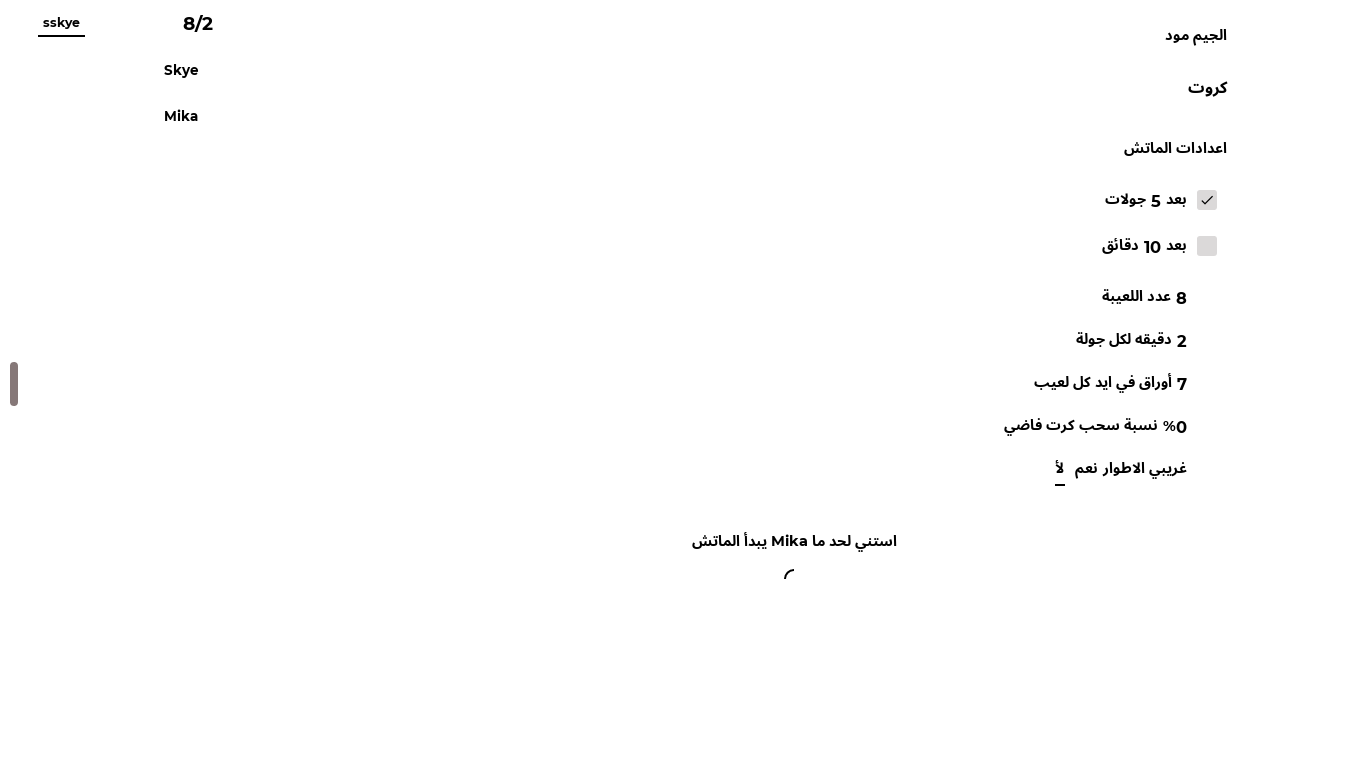 sskye
8/2
Skye
Mika
الجيم مود
كروت
اعدادات الماتش
بعد 5 جولات
بعد 10 دقائق
8 عدد اللعيبة
2 دقيقه لكل جولة
7 أوراق في ايد كل لعيب
%0 نسبة سحب كرت فاضي
غريبي الاطوار نعم لأ
استني لحد ما Mika يبدأ الماتش